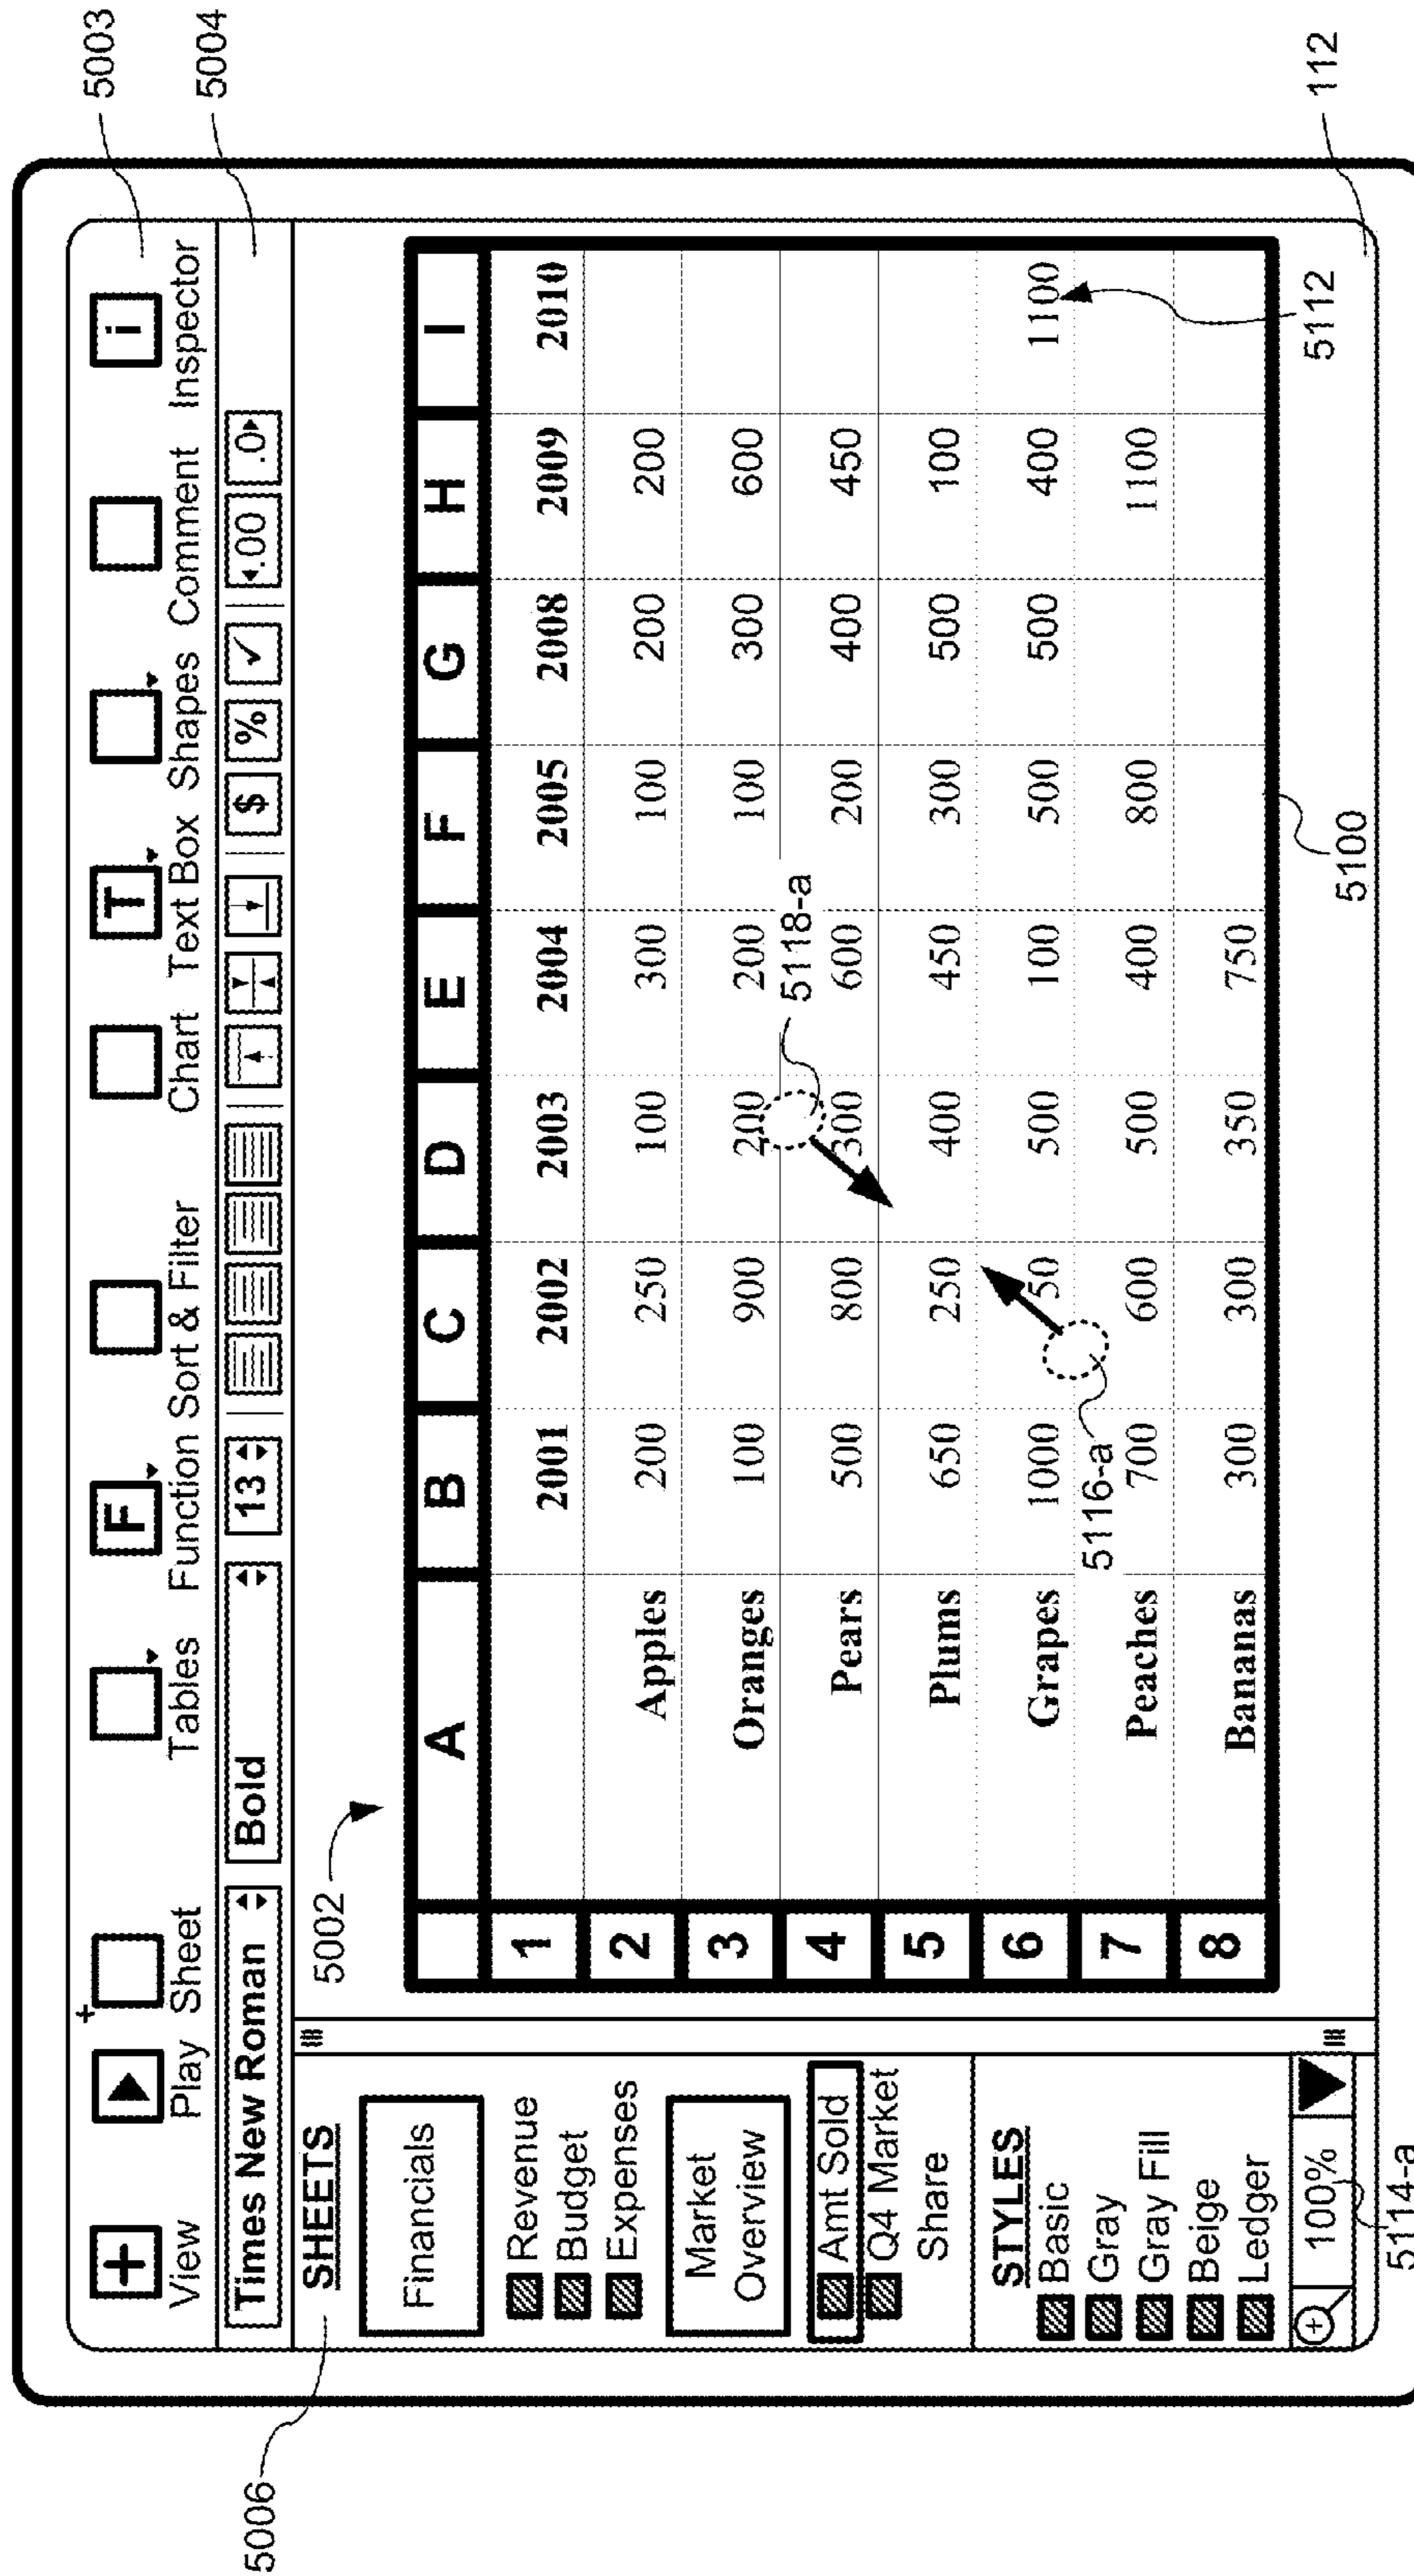 5003
5004
View Play Sheet Tables Function Sort & Filter Chart Text Box Shapes Comment Inspector
F T i
Times New Roman Bold 13 $ % ✓ .00 .0
5006
SHEETS
Financials
Revenue
Budget
Expenses
Market
Overview
Amt Sold
Q4 Market
Share
STYLES
Basic
Gray
Gray Fill
Beige
Ledger
100%
5114-a
5002
A B C D E F G H I
1 2001 2002 2003 2004 2005 2008 2009 2010
2 Apples 200 250 100 300 100 200 200
3 Oranges 100 900 200 200 100 300 600
5118-a
4 Pears 500 800 300 600 200 400 450
5 Plums 650 250 400 450 300 500 100
6 Grapes 1000 50 500 100 500 500 400 1100
5116-a
7 Peaches 700 600 500 400 800 1100
8 Bananas 300 300 350 750
5100
5112
112